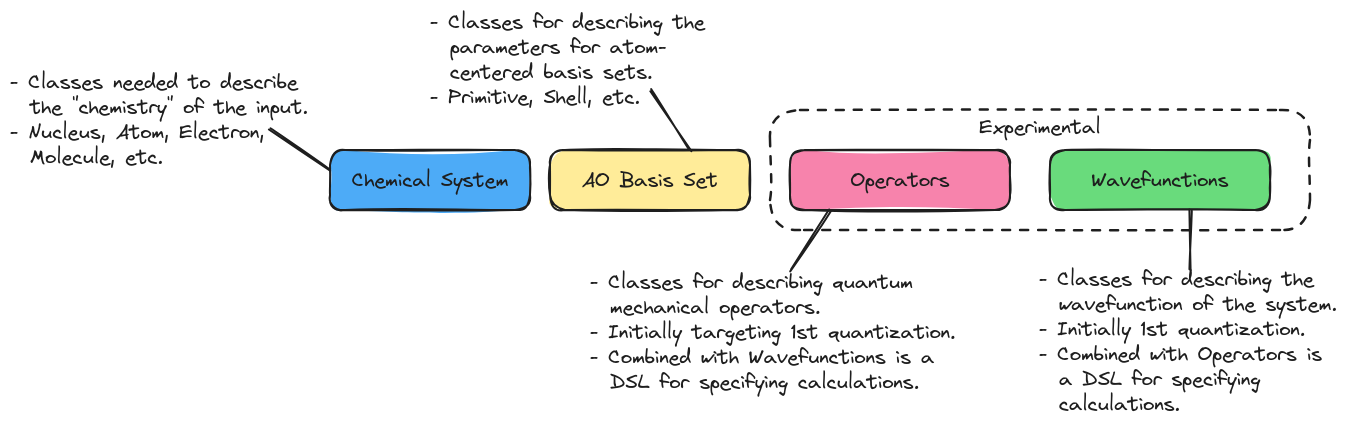 - Classes for describing the
parameters for atom-
centered basis sets.
- Primitive, Shell, etc.
- Classes needed to describe
the "chemistry" of the input.
- Nucleus, Atom, Electron,
Molecule, etc.
Experimental
Chemical System
AO Basis Set
Operators
Wavefunctions
- Classes for describing quantum
mechanical operators.
- Initially targeting 1st quantization.
- Combined with Wavefunctions is a
DSL for specifying calculations.
- Classes for describing the
wavefunction of the system.
- Initially 1st quantization.
- Combined with Operators is
a DSL for specifying
calculations.